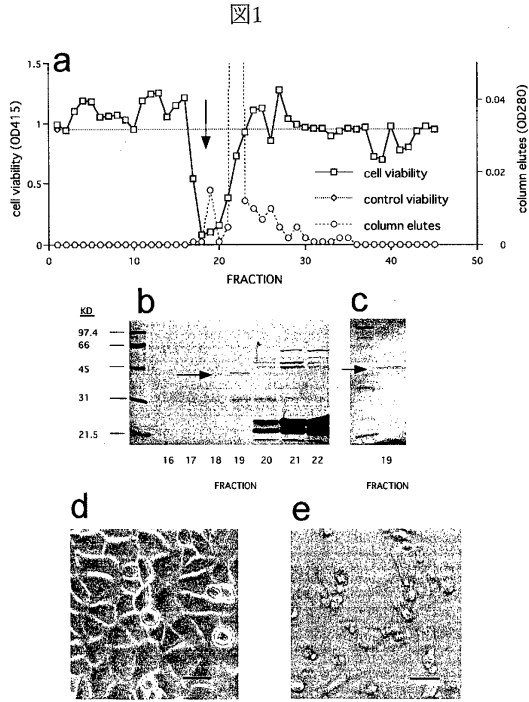 図1
a
cell viability (OD415)
1.5
1
0.5
0
0.04
0.02
0
column elutes (OD280)
cell viability
control viability
column elutes
0 10 20 30 40 50
FRACTION
b
c
KD
97.4
66
45
31
21.5
16 17 18 19 20 21 22
19
FRACTION
FRACTION
d
e